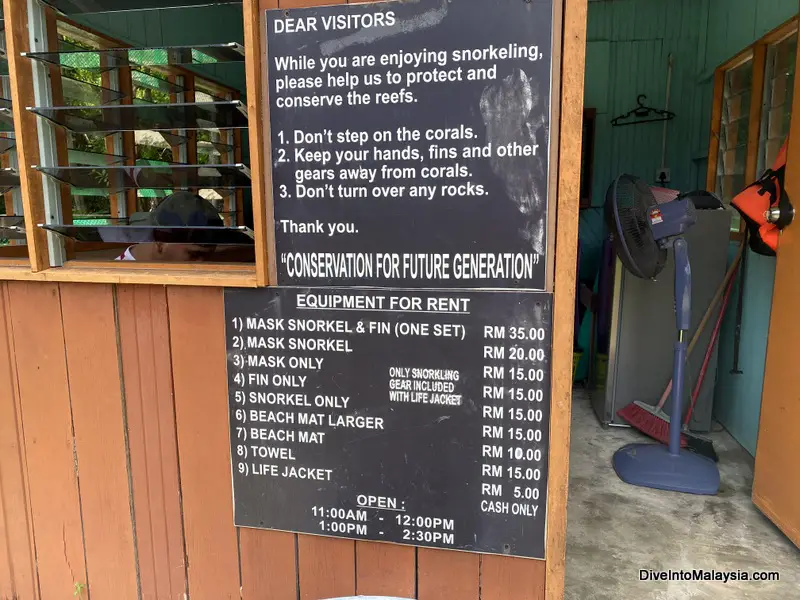 DEAR VISITORS
While you are enjoying snorkeling,
please help us to protect and
conserve the reefs.
1. Don't step on the corals.
2. Keep your hands, fins and other
gears away from corals.
3. Don't turn over any rocks.
Thank you.
"CONSERVATION FOR FUTURE GENERATION"
EQUIPMENT FOR RENT
1) MASK SNORKEL & FIN (ONE SET) RM 35.00
2) MASK SNORKEL RM 20.00
3) MASK ONLY RM 15.00
4) FIN ONLY RM 15.00
5) SNORKEL ONLY RM 15.00
6) BEACH MAT LARGER RM 15.00
7) BEACH MAT RM 10.00
8) TOWEL RM 15.00
9) LIFE JACKET RM 5.00
ONLY SNORKLING
GEAR INCLUDED
WITH LIFE JACKET
CASH ONLY
OPEN :
11:00AM - 12:00PM
1:00PM - 2:30PM
DiveIntoMalaysia.com